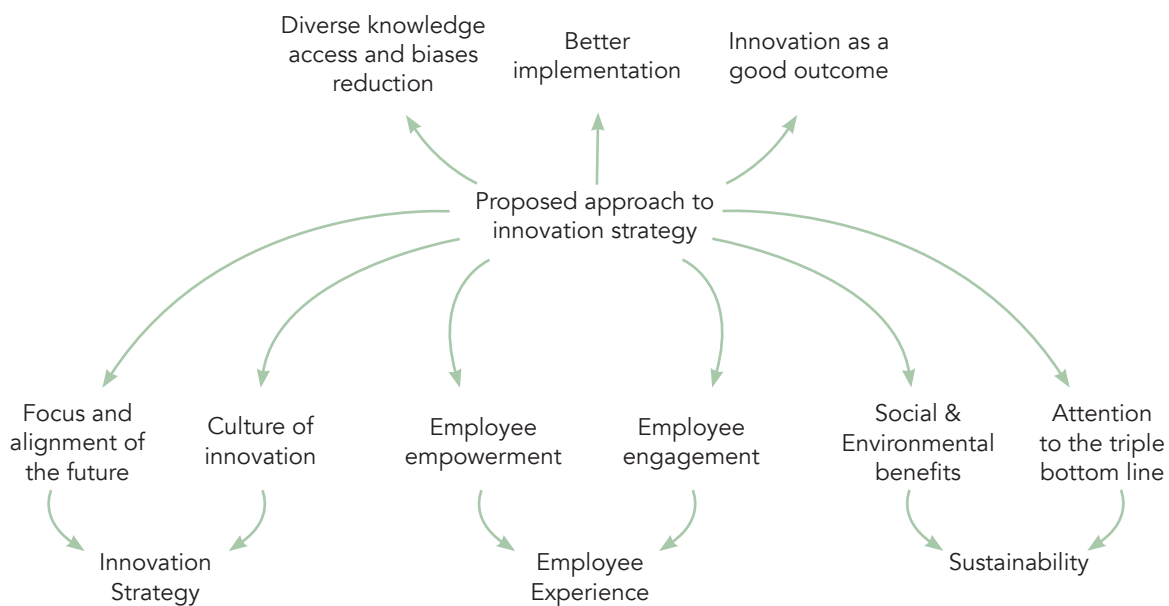 Diverse knowledge
access and biases
reduction
Better
implementation
Innovation as a
good outcome
Proposed approach to
innovation strategy
Focus and
alignment of
the future
Culture of
innovation
Employee
empowerment
Employee
engagement
Social &
Environmental
benefits
Attention
to the triple
bottom line
Innovation
Strategy
Employee
Experience
Sustainability